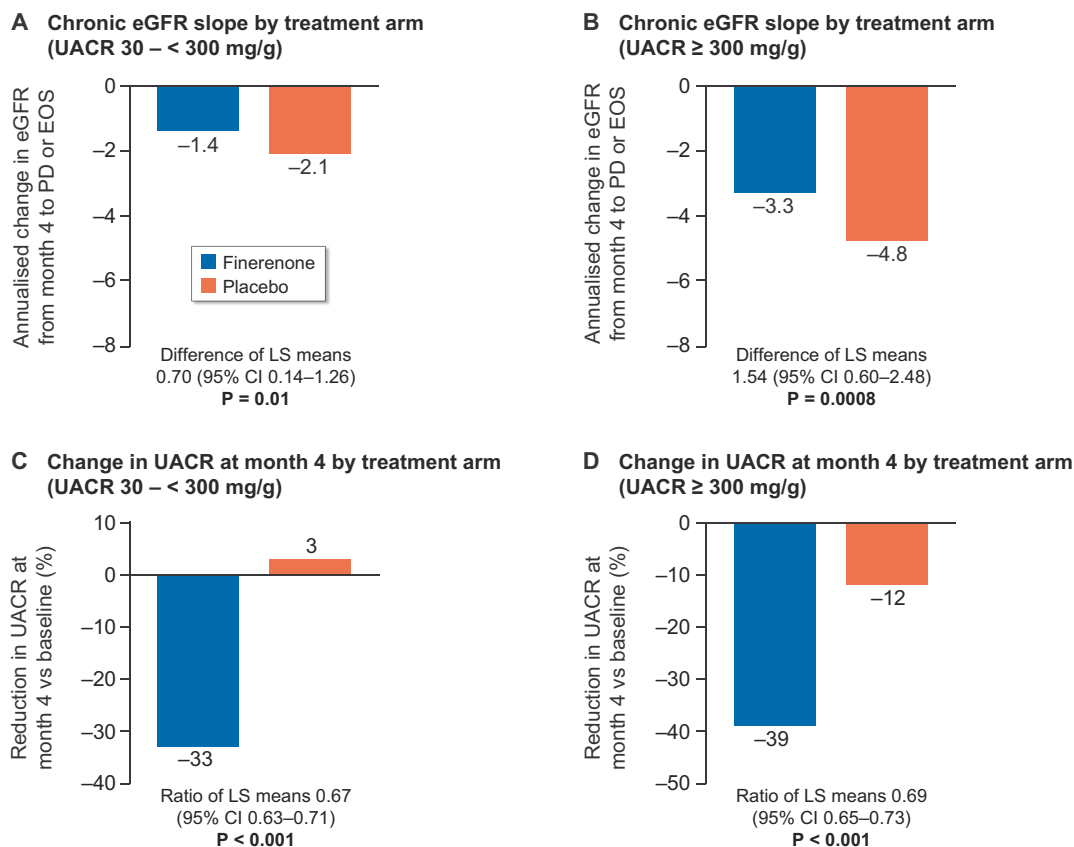 A Chronic eGFR slope by treatment arm
(UACR 30 – < 300 mg/g)
Annualised change in eGFR
from month 4 to PD or EOS
0
–2
–4
–6
–8
–1.4
–2.1
Finerenone
Placebo
Difference of LS means
0.70 (95% CI 0.14–1.26)
P = 0.01
B Chronic eGFR slope by treatment arm
(UACR ≥ 300 mg/g)
Annualised change in eGFR
from month 4 to PD or EOS
0
–2
–4
–6
–8
–3.3
–4.8
Difference of LS means
1.54 (95% CI 0.60–2.48)
P = 0.0008
C Change in UACR at month 4 by treatment arm
(UACR 30 – < 300 mg/g)
Reduction in UACR at
month 4 vs baseline (%)
10
0
–10
–20
–30
–40
3
–33
Ratio of LS means 0.67
(95% CI 0.63–0.71)
P < 0.001
D Change in UACR at month 4 by treatment arm
(UACR ≥ 300 mg/g)
Reduction in UACR at
month 4 vs baseline (%)
0
–10
–20
–30
–40
–50
–12
–39
Ratio of LS means 0.69
(95% CI 0.65–0.73)
P < 0.001